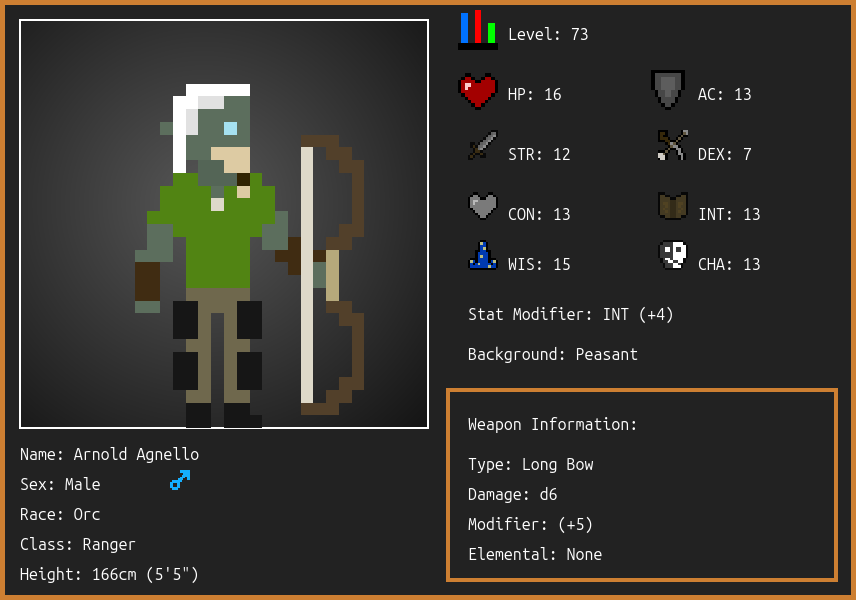 Level: 73
HP: 16
AC: 13
STR: 12
DEX: 7
CON: 13
INT: 13
WIS: 15
CHA: 13
Stat Modifier: INT (+4)
Background: Peasant
Weapon Information:
Type: Long Bow
Damage: d6
Modifier: (+5)
Elemental: None
Name: Arnold Agnello
Sex: Male
Race: Orc
Class: Ranger
Height: 166cm (5'5")